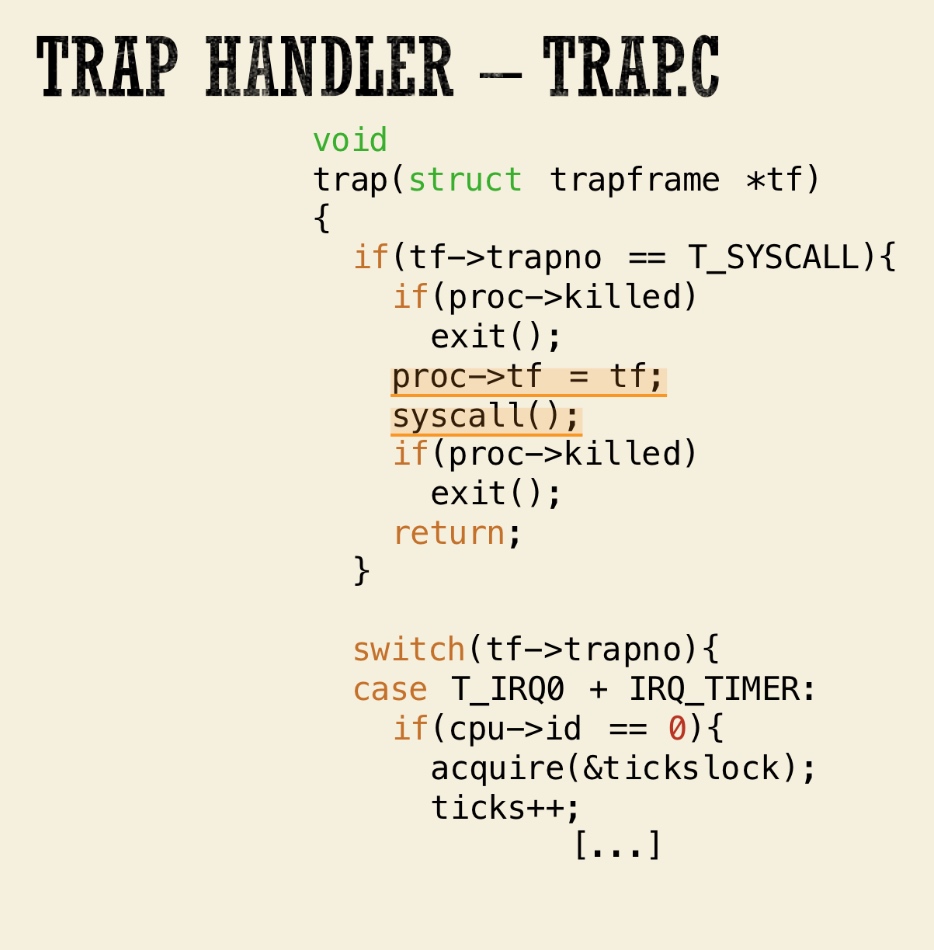 TRAP HANDLER – TRAP.C
void
trap(struct trapframe *tf)
{
  if(tf->trapno == T_SYSCALL){
    if(proc->killed)
      exit();
    proc->tf = tf;
    syscall();
    if(proc->killed)
      exit();
    return;
  }

  switch(tf->trapno){
  case T_IRQ0 + IRQ_TIMER:
    if(cpu->id == 0){
      acquire(&tickslock);
      ticks++;
             [...]